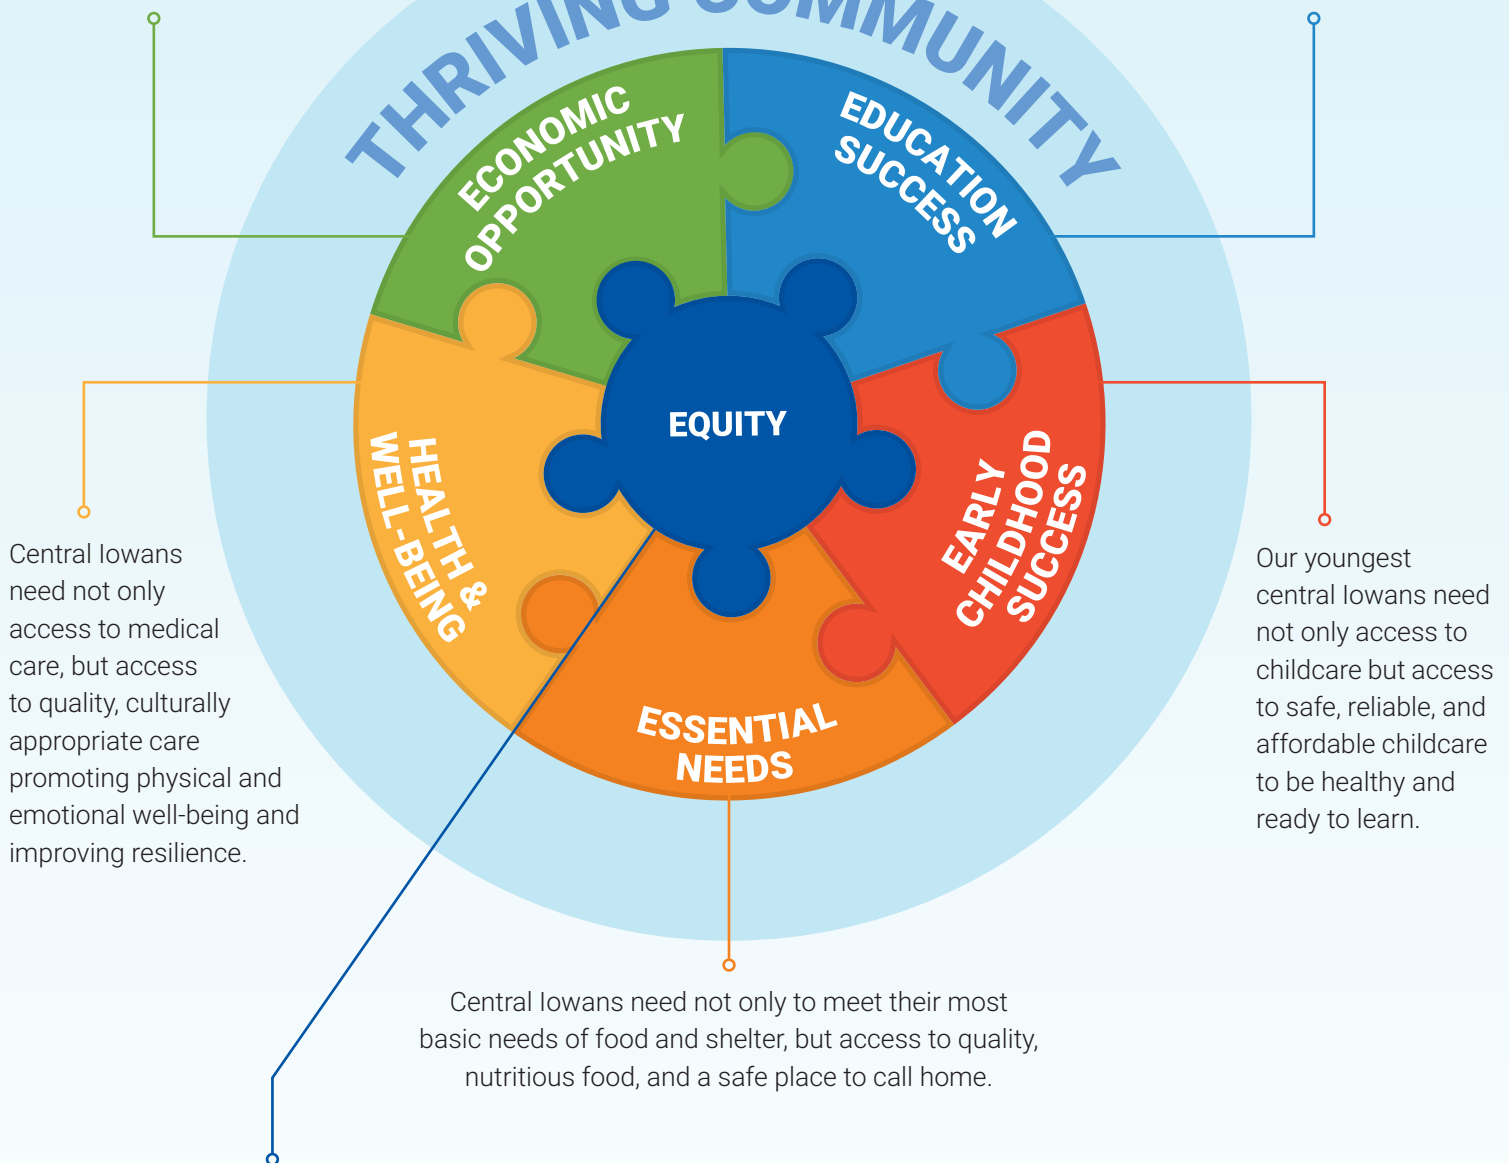 THRIVING COMMUNITY
ECONOMIC
OPPORTUNITY
EDUCATION
SUCCESS
EQUITY
HEALTH &
WELL-BEING
EARLY
CHILDHOOD
SUCCESS
ESSENTIAL
NEEDS
Central Iowans
need not only
access to medical
care, but access
to quality, culturally
appropriate care
promoting physical and
emotional well-being and
improving resilience.
Our youngest
central Iowans need
not only access to
childcare but access
to safe, reliable, and
affordable childcare
to be healthy and
ready to learn.
Central Iowans need not only to meet their most
basic needs of food and shelter, but access to quality,
nutritious food, and a safe place to call home.